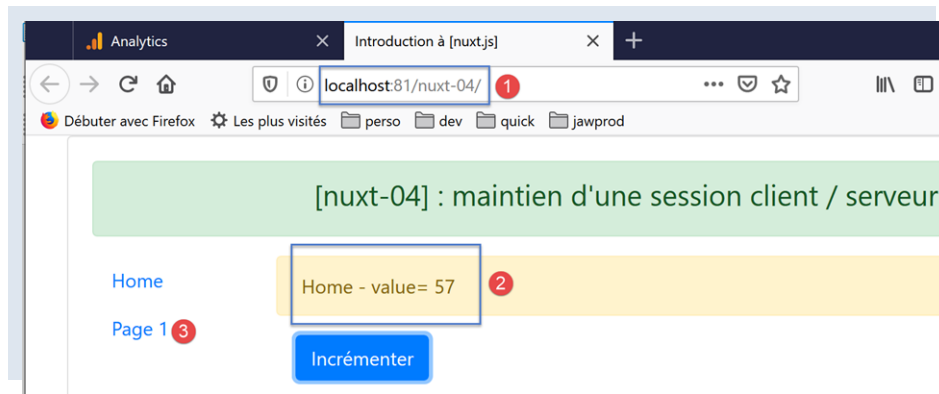 Analytics
Introduction à [nuxt.js]
localhost:81/nuxt-04/
1
Débuter avec Firefox Les plus visités perso dev quick jawprod
[nuxt-04] : maintien d'une session client / serveur
Home
Home - value= 57
2
Page 1
3
Incrémenter